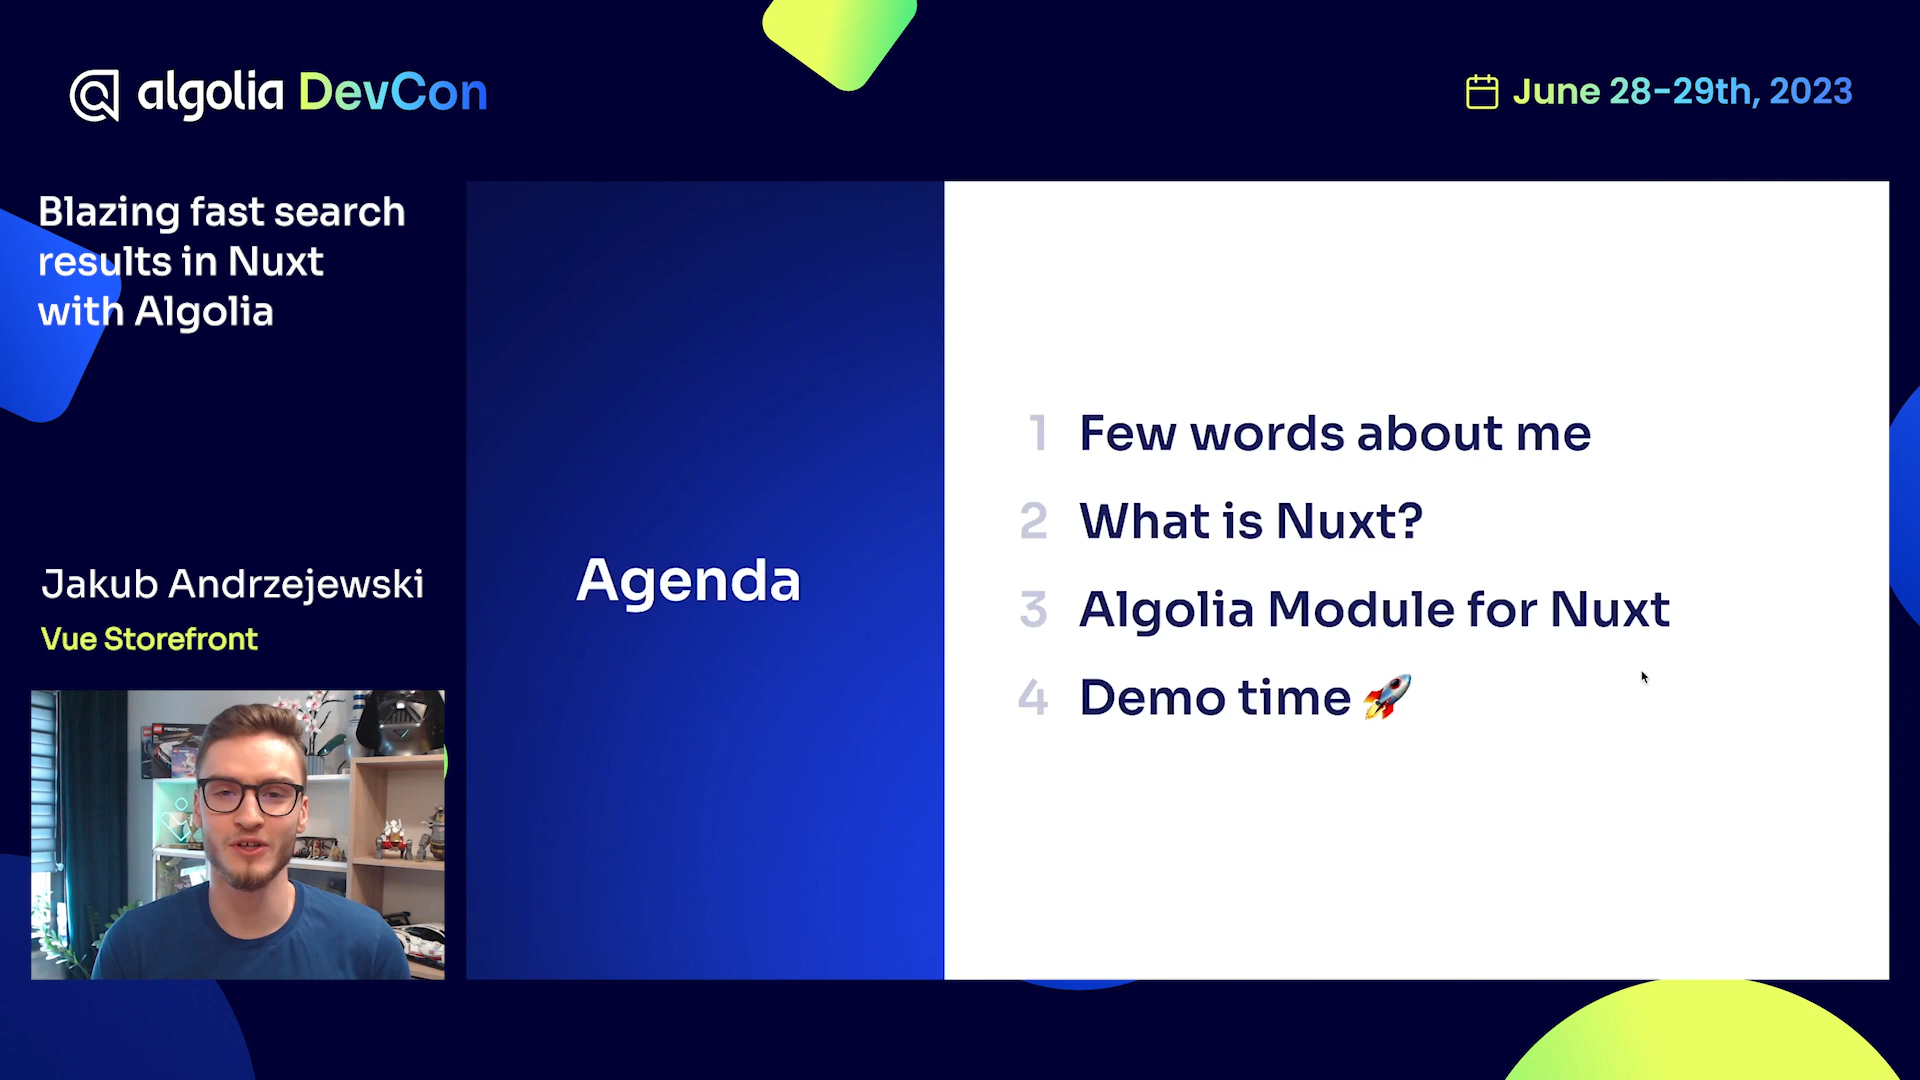 algolia DevCon
June 28-29th, 2023
Blazing fast search
results in Nuxt
with Algolia
Jakub Andrzejewski
Vue Storefront
Agenda
1 Few words about me
2 What is Nuxt?
3 Algolia Module for Nuxt
4 Demo time 🚀